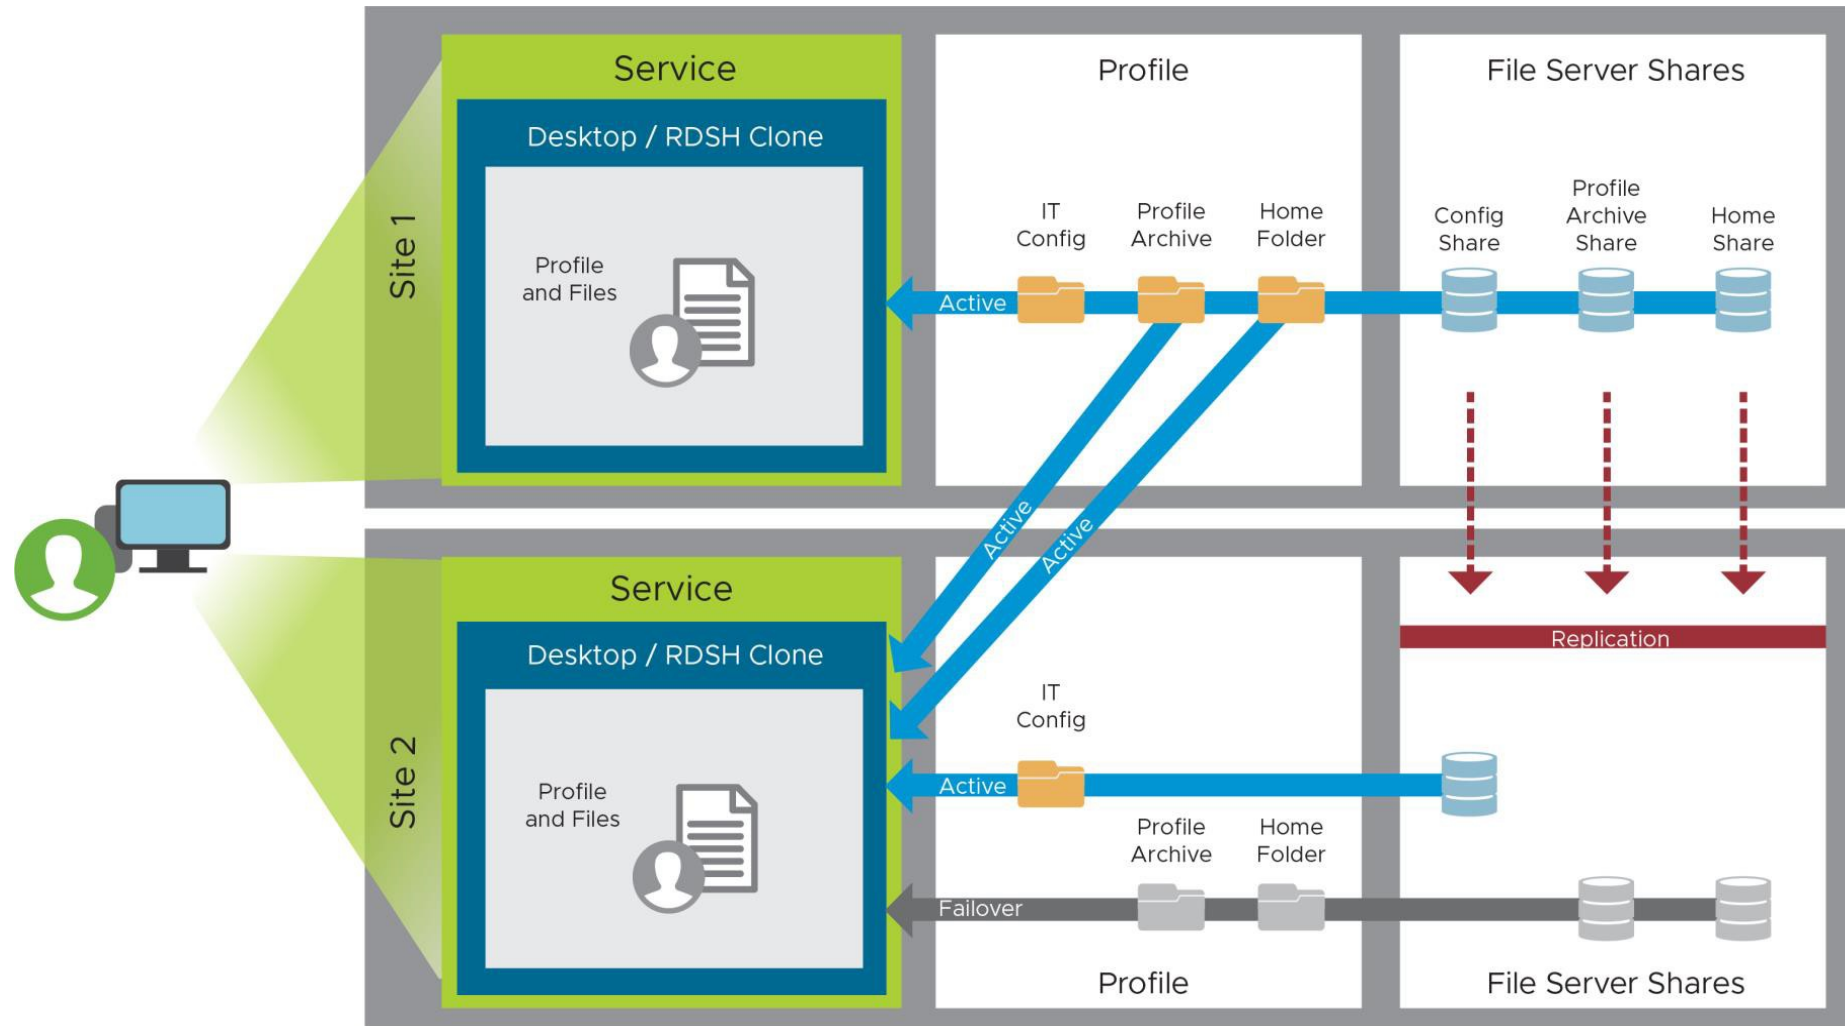 Service
Profile
File Server Shares
Desktop / RDSH Clone
Site 1
Profile
and Files
IT
Config
Profile
Archive
Home
Folder
Config
Share
Profile
Archive
Share
Home
Share
Active
Active
Active
Service
Desktop / RDSH Clone
Site 2
Profile
and Files
Replication
IT
Config
Active
Profile
Archive
Home
Folder
Failover
Profile
File Server Shares